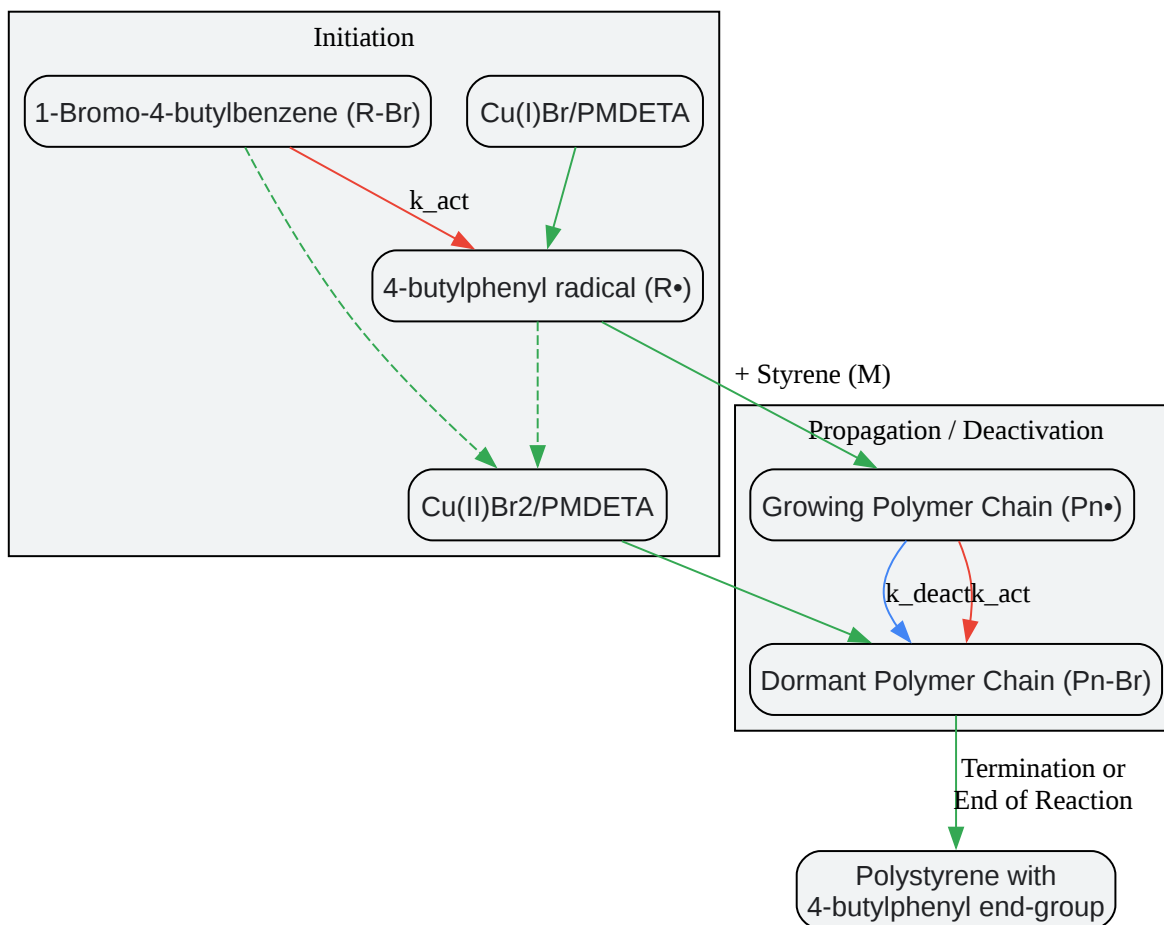 Initiation
1-Bromo-4-butylbenzene (R-Br)
Cu(I)Br/PMDETA
k_act
4-butylphenyl radical (R•)
+ Styrene (M)
Propagation / Deactivation
Cu(II)Br2/PMDETA
Growing Polymer Chain (Pn•)
k_deact
k_act
Dormant Polymer Chain (Pn-Br)
Termination or
End of Reaction
Polystyrene with
4-butylphenyl end-group